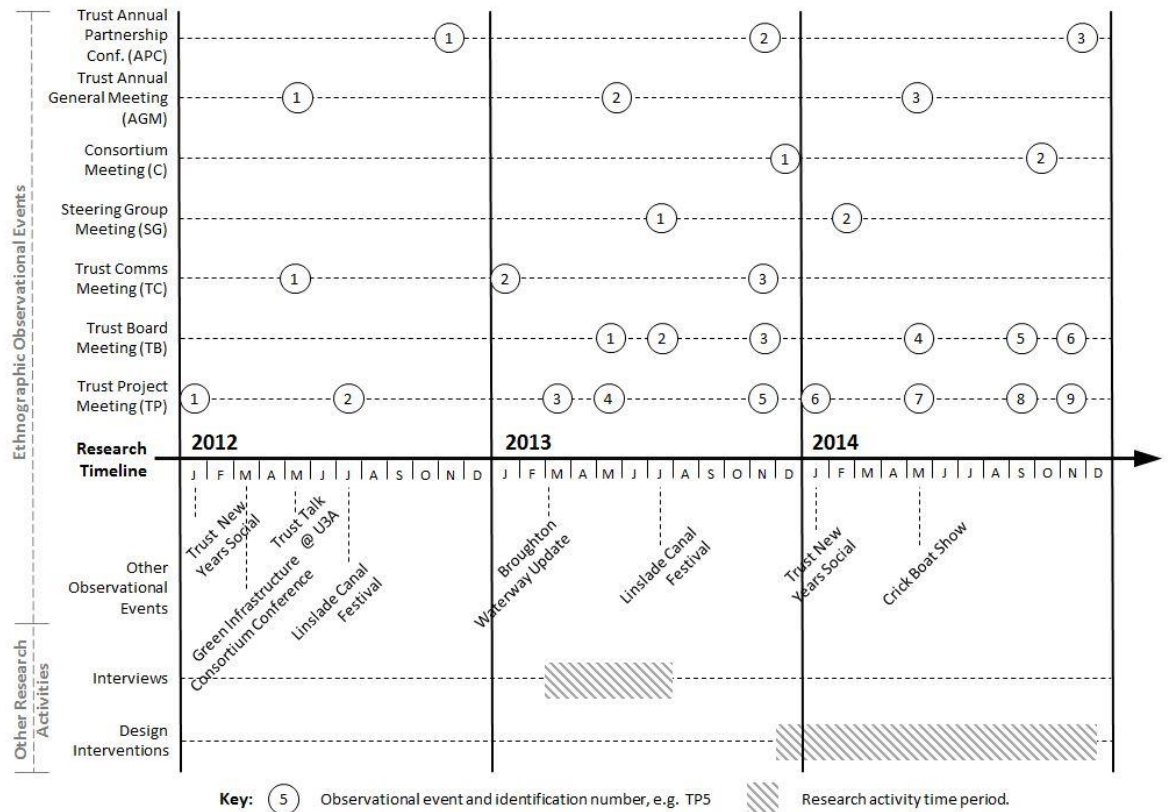 Ethnographic Observational Events
Trust Annual
Partnership
Conf. (APC)
1
2
3
Trust Annual
General Meeting
(AGM)
1
2
3
Consortium
Meeting (C)
1
2
Steering Group
Meeting (SG)
1
2
Trust Comms
Meeting (TC)
1
2
3
Trust Board
Meeting (TB)
1
2
3
4
5
6
Trust Project
Meeting (TP)
1
2
3
4
5
6
7
8
9
Research
Timeline
2012
2013
2014
J F M A M J J A S O N D
J F M A M J J A S O N D
J F M A M J J A S O N D
Other
Observational
Events
Trust New
Years Social
Green Infrastructure
Consortium Conference
Trust Talk
@ U3A
Linslade Canal
Festival
Broughton
Waterway Update
Linslade Canal
Festival
Trust New
Years Social
Crick Boat Show
Other Research
Activities
Interviews
Design
Interventions
Key: 5 Observational event and identification number, e.g. TP5 Research activity time period.